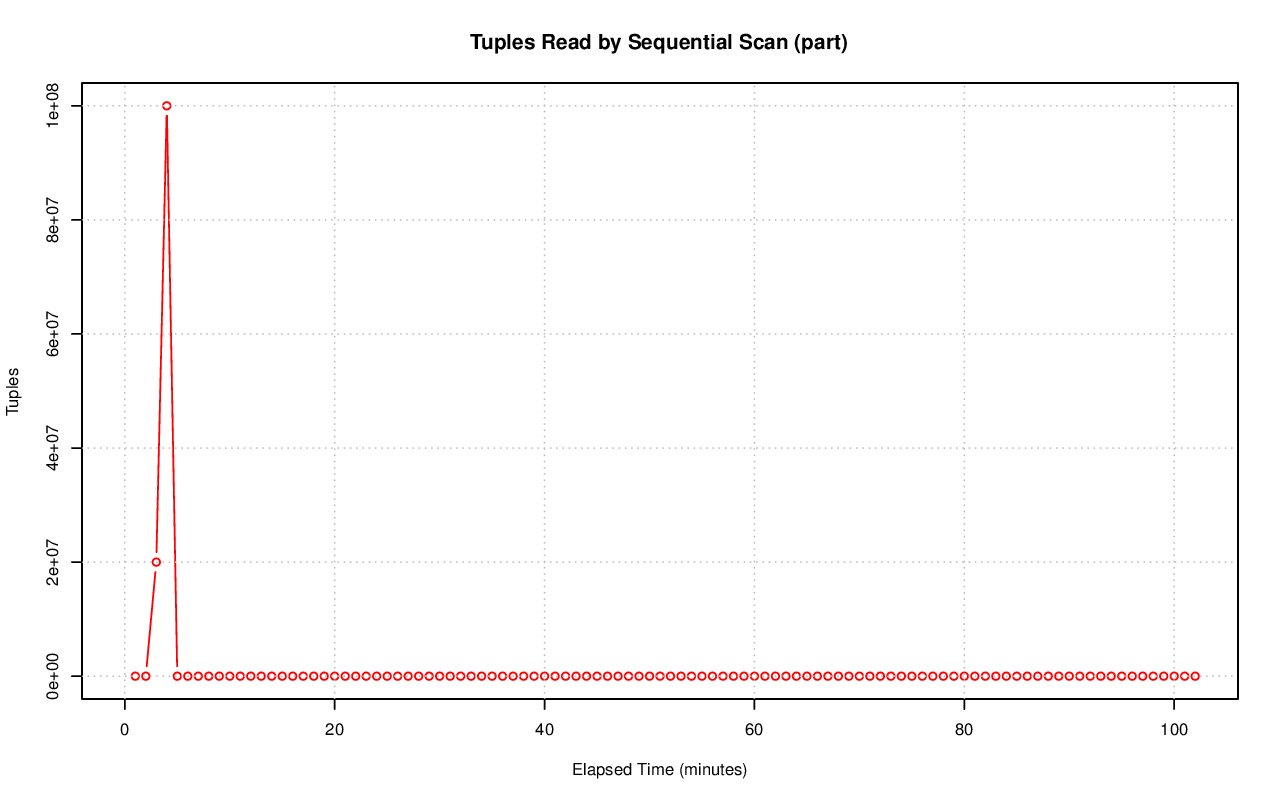 Tuples Read by Sequential Scan (part)
1e+08
8e+07
6e+07
4e+07
2e+07
0e+00
Tuples
0 20 40 60 80 100
Elapsed Time (minutes)